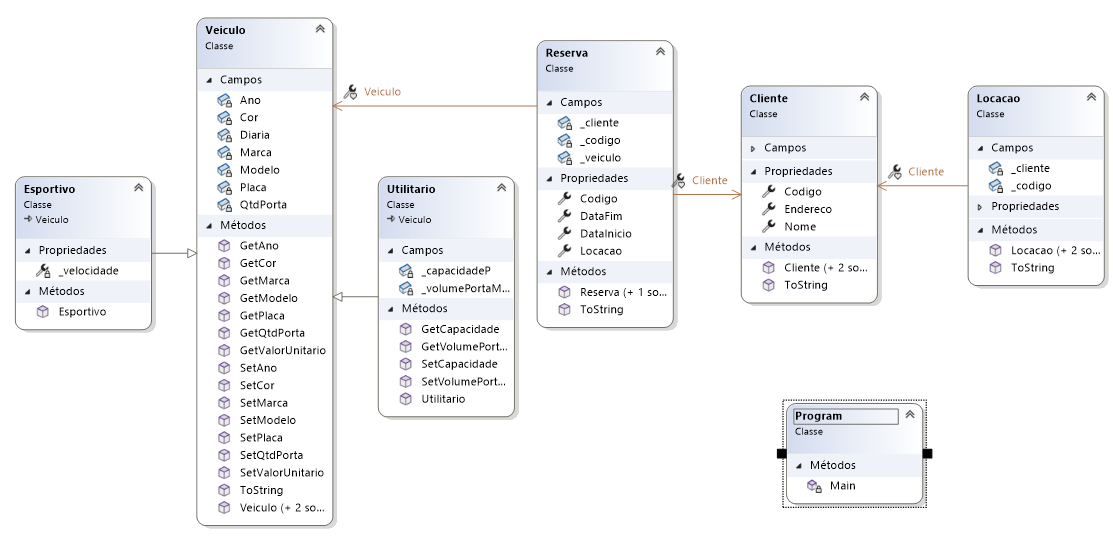 Veiculo
Classe
Campos
Ano
Cor
Diaria
Marca
Modelo
Placa
QtdPorta
Métodos
GetAno
GetCor
GetMarca
GetModelo
GetPlaca
GetQtdPorta
GetValorUnitario
SetAno
SetCor
SetMarca
SetModelo
SetPlaca
SetQtdPorta
SetValorUnitario
ToString
Veiculo (+ 2 so...
Esportivo
Classe
Veiculo
Propriedades
_velocidade
Métodos
Esportivo
Utilitario
Classe
Veiculo
Campos
_capacidadeP
_volumePortaM...
Métodos
GetCapacidade
GetVolumePort...
SetCapacidade
SetVolumePort...
Utilitario
Veiculo
Reserva
Classe
Campos
_cliente
_codigo
_veiculo
Propriedades
Codigo
DataFim
DataInicio
Locacao
Métodos
Reserva (+ 1 so...
ToString
Cliente
Cliente
Classe
Campos
Propriedades
Codigo
Endereco
Nome
Métodos
Cliente (+ 2 so...
ToString
Cliente
Locacao
Classe
Campos
_cliente
_codigo
Propriedades
Métodos
Locacao (+ 2 so...
ToString
Program
Classe
Métodos
Main